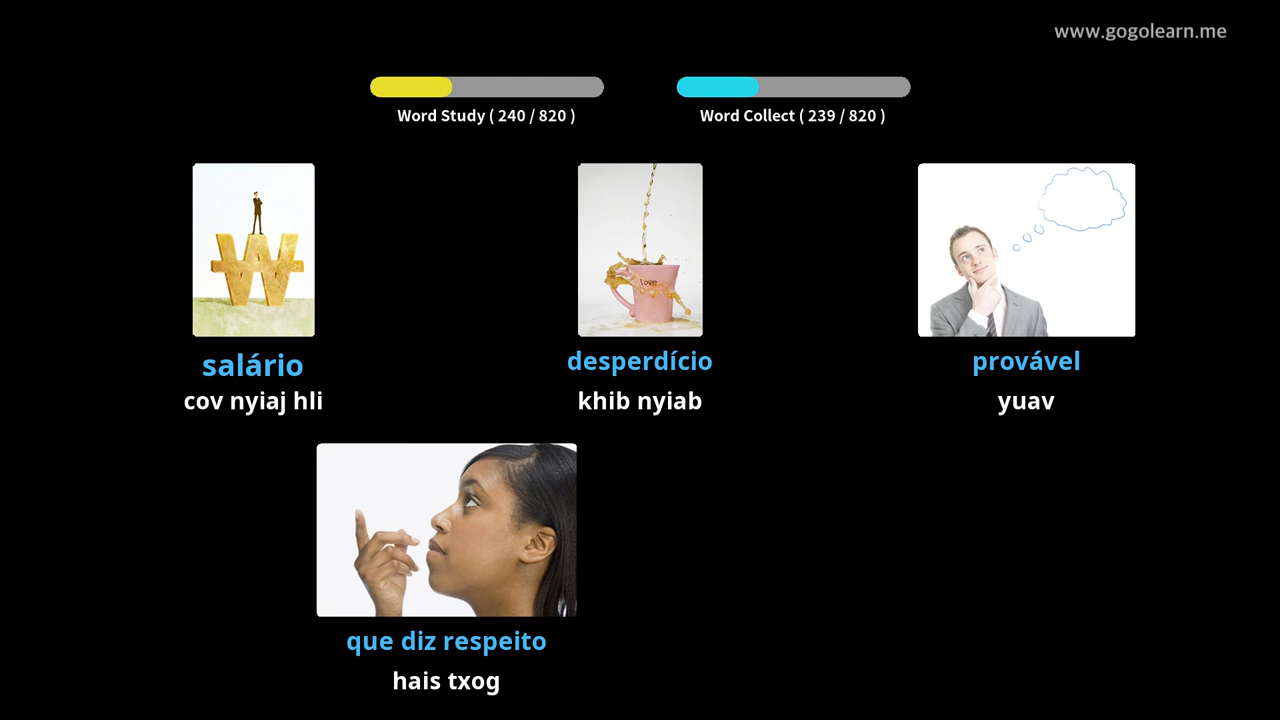 www.gogolearn.me
Word Study ( 240 / 820 )
Word Collect ( 239 / 820 )
love
salário
desperdício
provável
cov nyiaj hli
khib nyiab
yuav
que diz respeito
hais txog